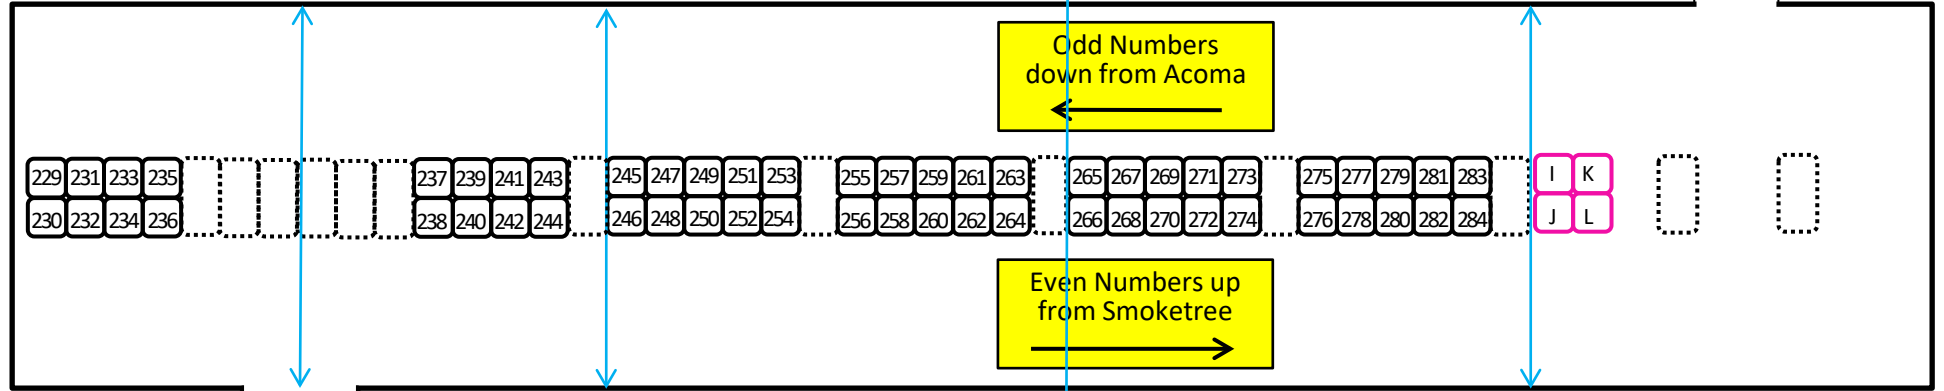 Odd Numbers
down from Acoma
229 231 233 235 237 239 241 243 245 247 249 251 253 255 257 259 261 263 265 267 269 271 273 275 277 279 281 283 I K
230 232 234 236 238 240 242 244 246 248 250 252 254 256 258 260 262 264 266 268 270 272 274 276 278 280 282 284 J L
Even Numbers up
from Smoketree